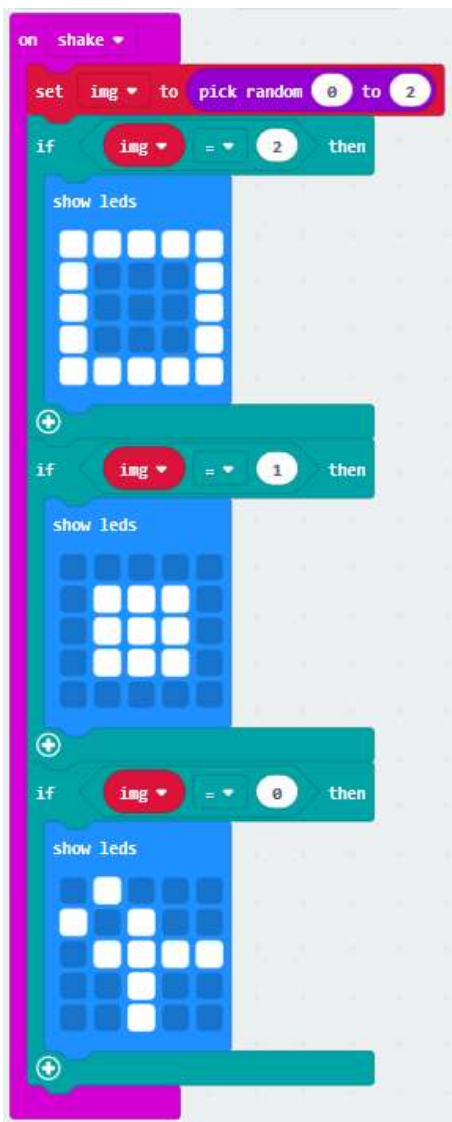 on shake
set img to pick random 0 to 2
if img = 2 then
show leds
if img = 1 then
show leds
if img = 0 then
show leds